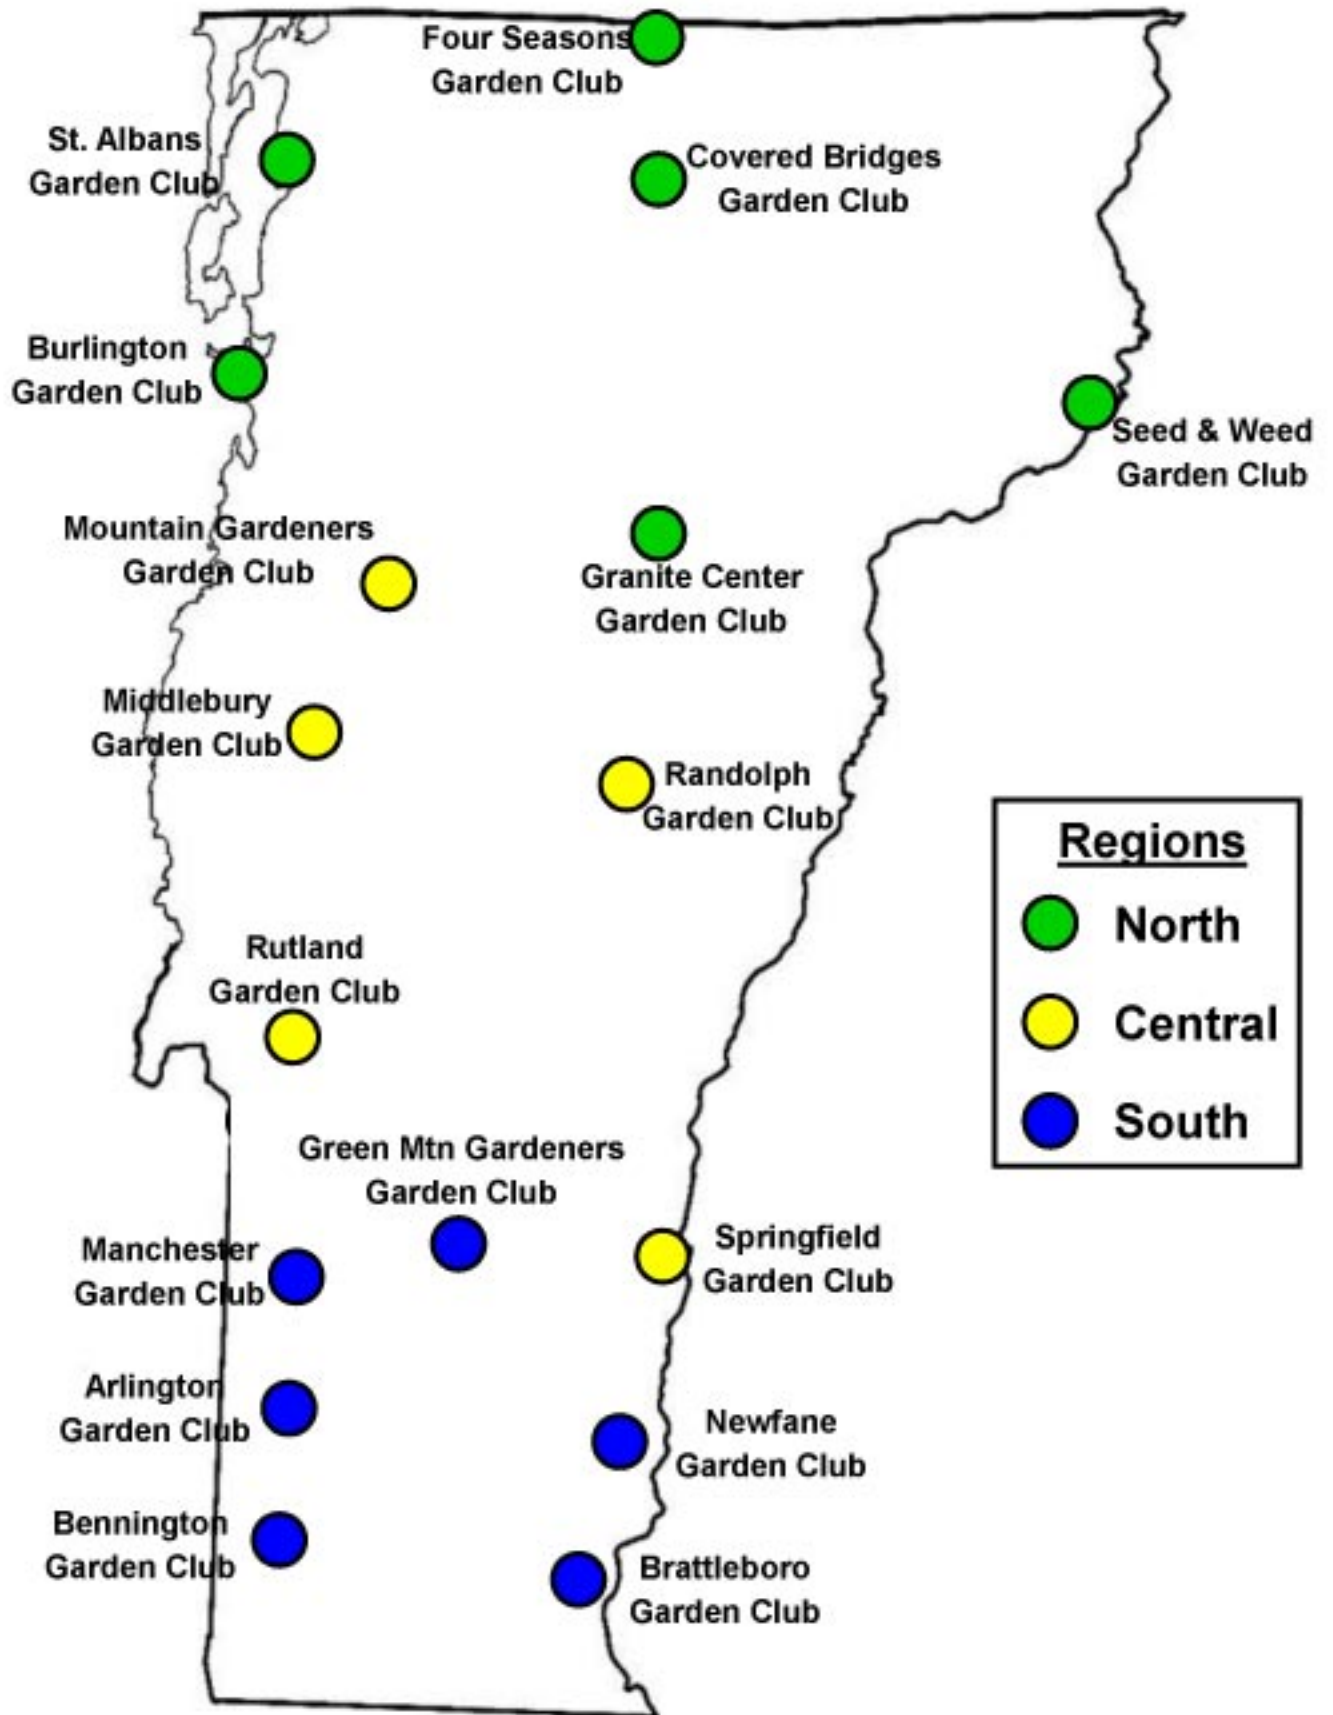 Four Seasons
Garden Club
St. Albans
Garden Club
Covered Bridges
Garden Club
Burlington
Garden Club
Seed & Weed
Garden Club
Mountain Gardeners
Garden Club
Granite Center
Garden Club
Middlebury
Garden Club
Randolph
Garden Club
Regions
North
Central
South
Rutland
Garden Club
Green Mtn Gardeners
Garden Club
Manchester
Garden Club
Springfield
Garden Club
Arlington
Garden Club
Newfane
Garden Club
Bennington
Garden Club
Brattleboro
Garden Club